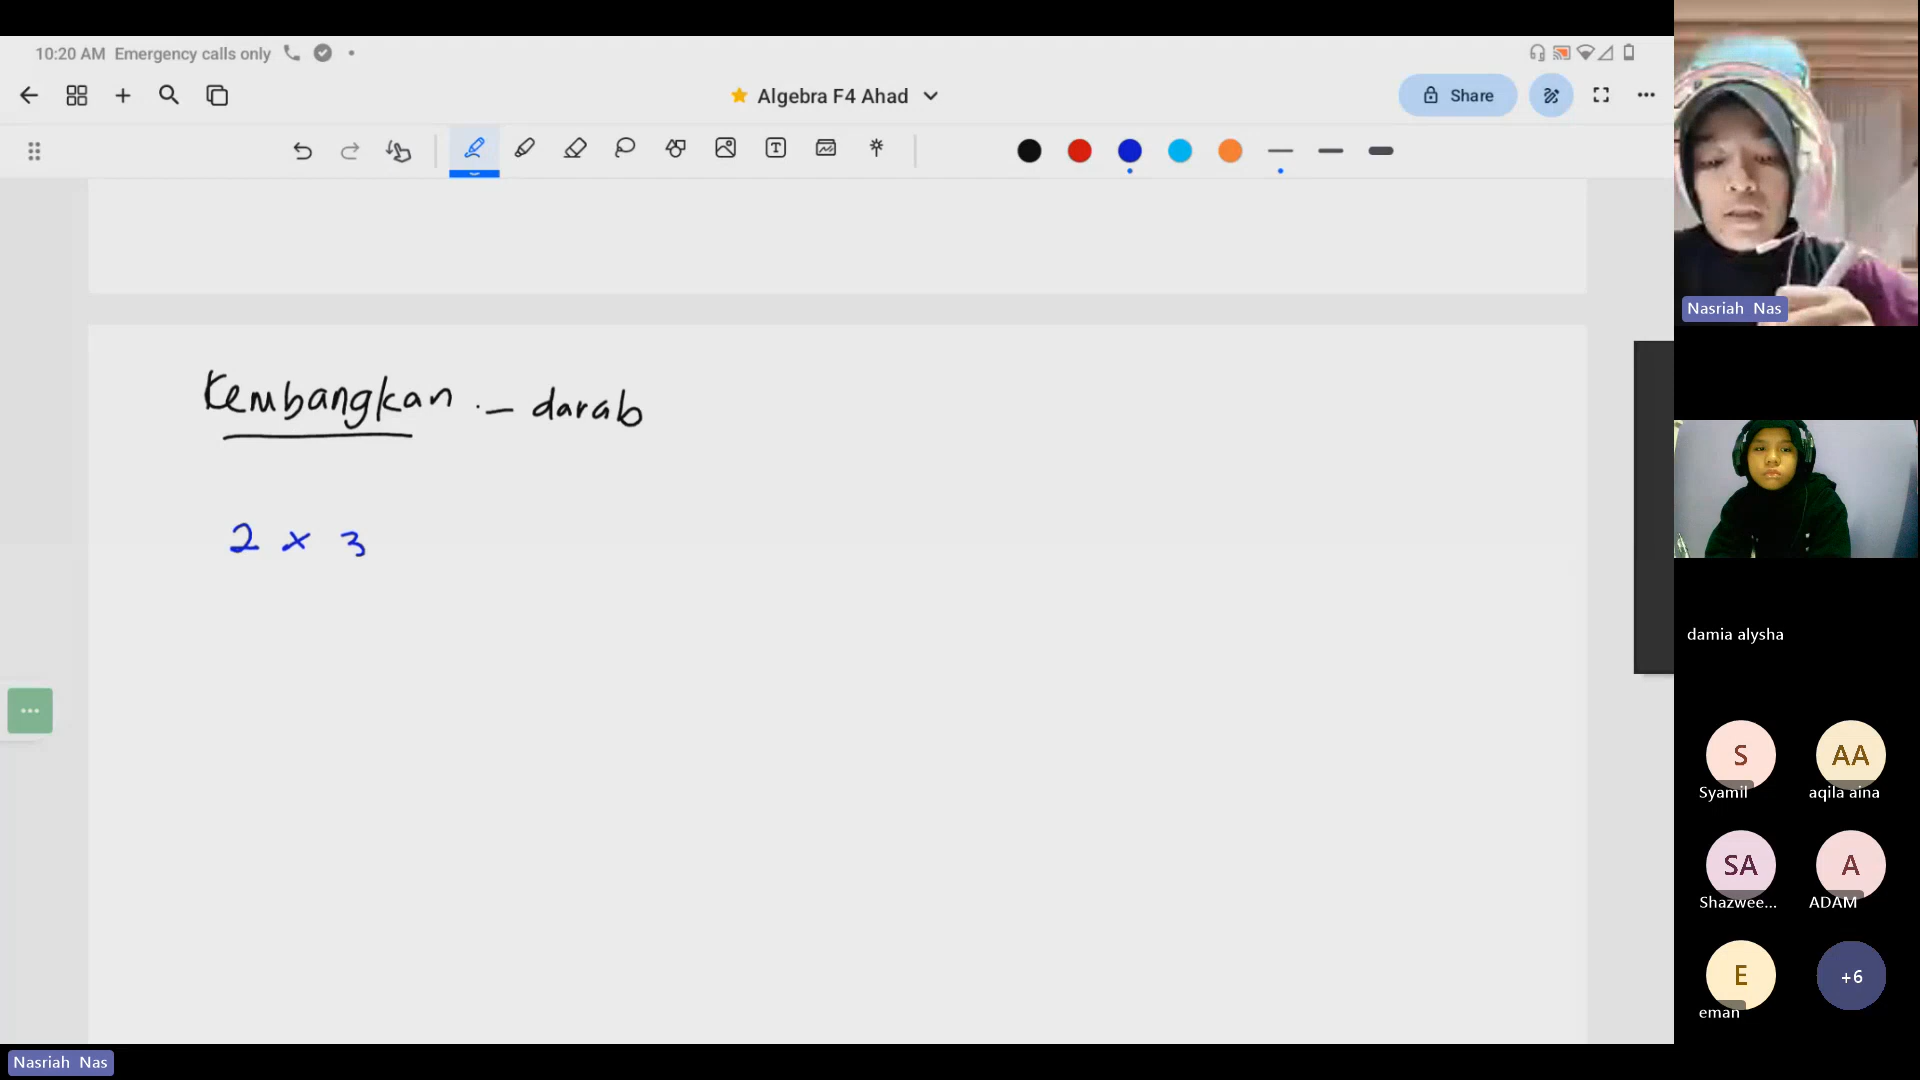 10:20 AM Emergency calls only
Algebra F4 Ahad
Share
Kembangkan .- darab
2 x 3
Nasriah Nas
damia alysha
S
AA
Syamil
aqila aina
SA
A
Shazwee...
ADAM
E
+6
eman
Nasriah Nas